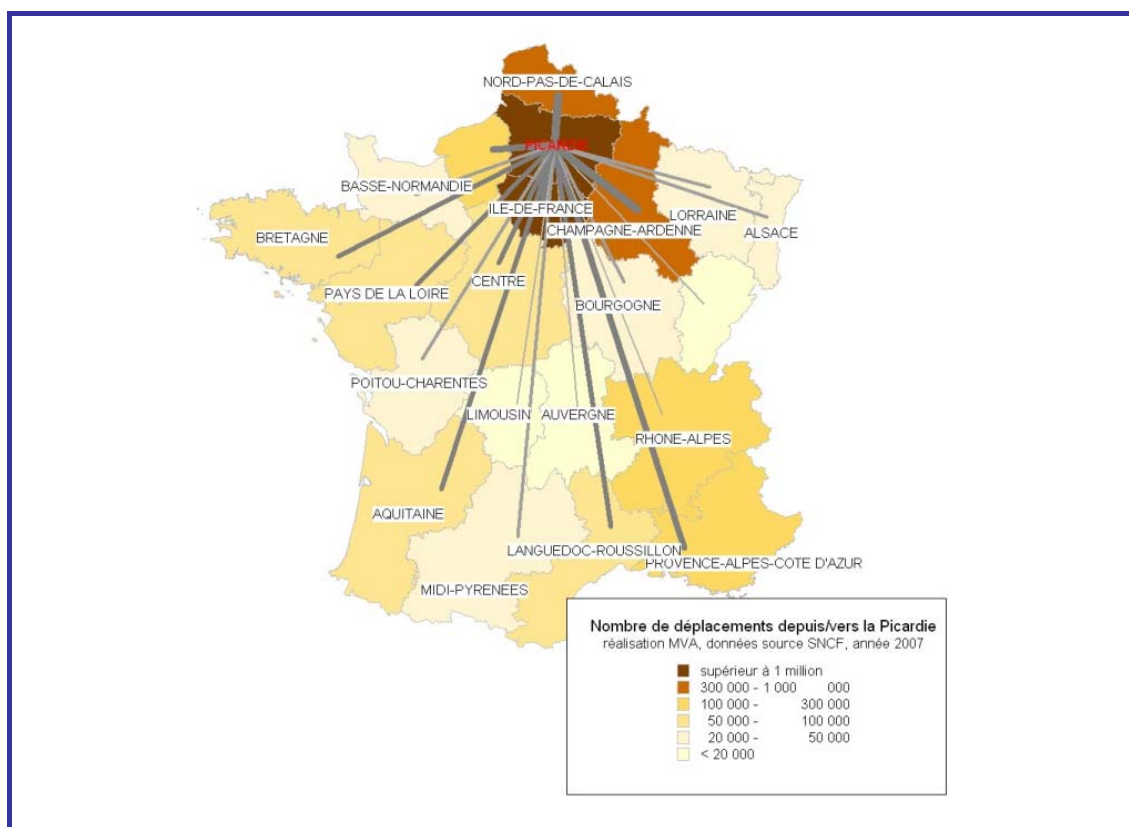 NORD-PAS-DE-CALAIS
PICARDIE
BASSE-NORMANDIE
ILE-DE-FRANCE
LORRAINE
CHAMPAGNE-ARDENNE
ALSACE
BRETAGNE
CENTRE
PAYS DE LA LOIRE
BOURGOGNE
POITOU-CHARENTES
LIMOUSIN
AUVERGNE
RHONE-ALPES
AQUITAINE
LANGUEDOC-ROUSSILLON
PROVENCE-ALPES-COTE D'AZUR
MIDI-PYRENEES
Nombre de déplacements depuis/vers la Picardie
réalisation MVA, données source SNCF, année 2007
supérieur à 1 million
300 000 - 1 000 000
100 000 - 300 000
50 000 - 100 000
20 000 - 50 000
< 20 000